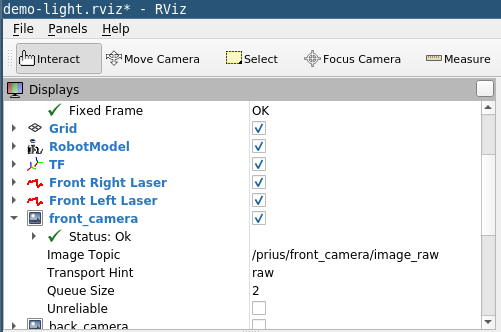 demo-light.rviz* - RViz
File Panels Help
Interact Move Camera Select Focus Camera Measure
Displays
Fixed Frame OK
Grid
RobotModel
TF
Front Right Laser
Front Left Laser
front_camera
Status: Ok
Image Topic /prius/front_camera/image_raw
Transport Hint raw
Queue Size 2
Unreliable
back_camera